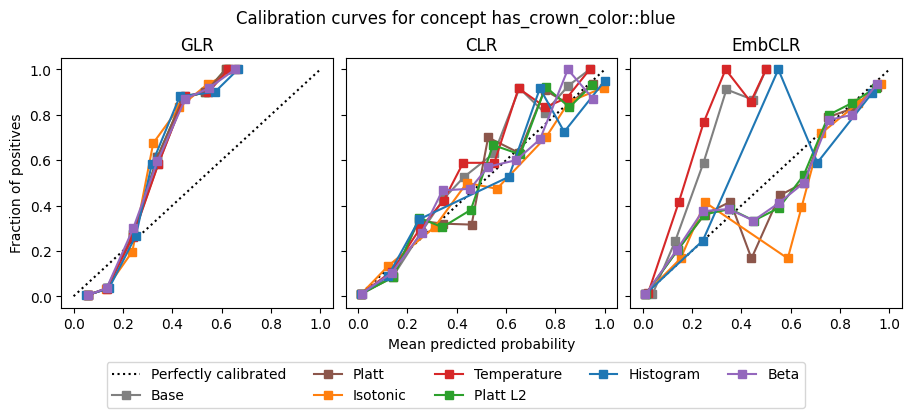 Calibration curves for concept has_crown_color::blue
GLR
CLR
EmbCLR
Fraction of positives
1.0
0.8
0.6
0.4
0.2
0.0
0.0 0.2 0.4 0.6 0.8 1.0
0.0 0.2 0.4 0.6 0.8 1.0
0.0 0.2 0.4 0.6 0.8 1.0
Mean predicted probability
Perfectly calibrated Platt Temperature Histogram Beta
Base Isotonic Platt L2